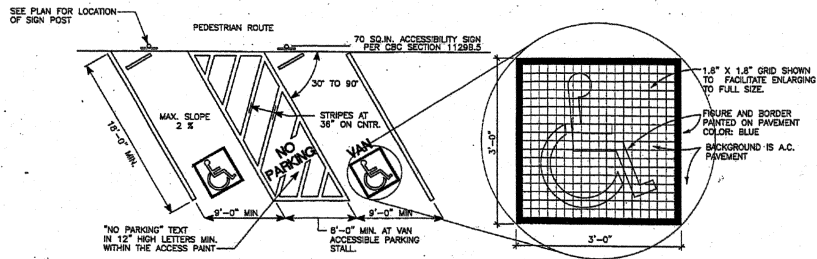 SEE PLAN FOR LOCATION
OF SIGN POST
PEDESTRIAN ROUTE
70 SQ.IN. ACCESSIBILITY SIGN
PER CBC SECTION 1129B.5
30° TO 90°
18'-0" MIN.
MAX. SLOPE
2 %
STRIPES AT
36" ON CNTR.
NO
PARKING
VAN
9'-0" MIN
9'-0" MIN.
"NO PARKING" TEXT
IN 12" HIGH LETTERS MIN.
WITHIN THE ACCESS PAINT
8'-0" MIN. AT VAN
ACCESSIBLE PARKING
STALL.
1.8" X 1.8" GRID SHOWN
TO FACILITATE ENLARGING
TO FULL SIZE.
FIGURE AND BORDER
PAINTED ON PAVEMENT
COLOR: BLUE
BACKGROUND IS A.C.
PAVEMENT
3'-0"
3'-0"